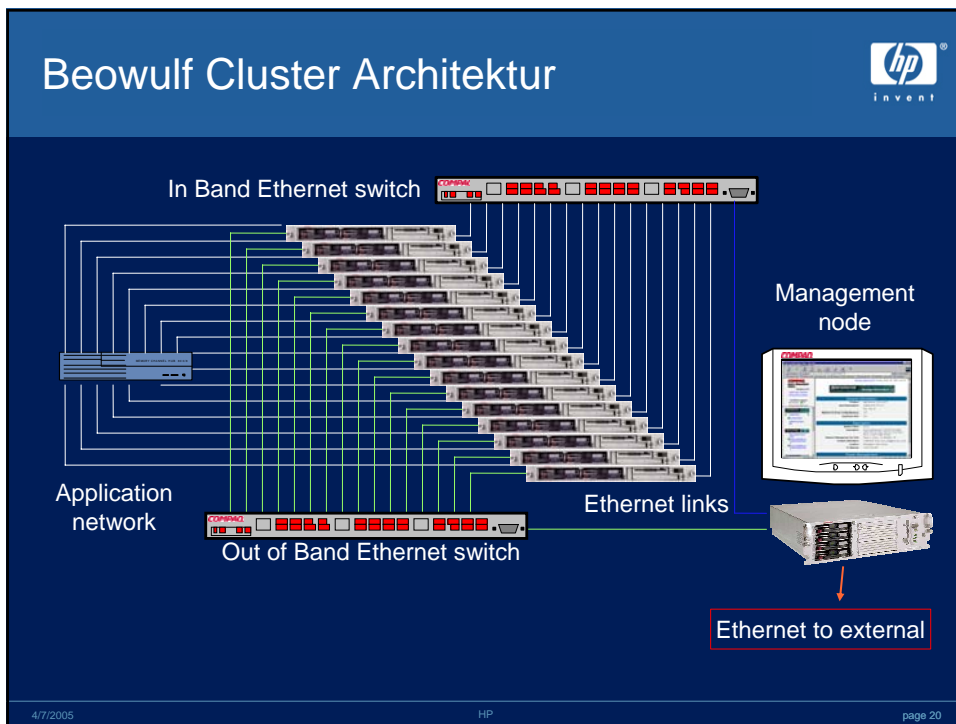 Beowulf Cluster Architektur
hp
invent
In Band Ethernet switch
COMPAQ
Management
node
COMPAQ
Application
network
Ethernet links
COMPAQ
Out of Band Ethernet switch
Ethernet to external
4/7/2005
HP
page 20